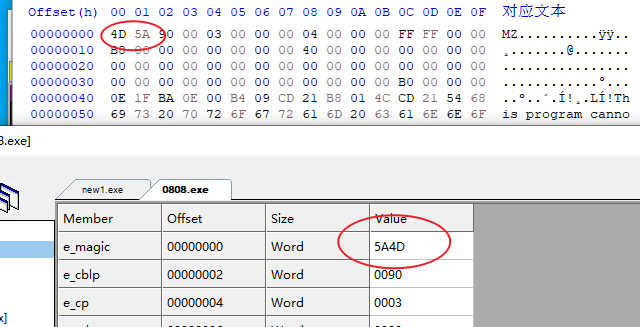 Offset(h) 00 01 02 03 04 05 06 07 08 09 0A 0B 0C 0D 0E 0F 对应文本
00000000 4D 5A 90 00 03 00 00 00 04 00 00 00 FF FF 00 00 MZ..........ÿÿ..
00000010 B8 00 00 00 00 00 00 00 40 00 00 00 00 00 00 00 ¸.......@.......
00000020 00 00 00 00 00 00 00 00 00 00 00 00 00 00 00 00 ................
00000030 00 00 00 00 00 00 00 00 00 00 00 00 B0 00 00 00 ............°...
00000040 0E 1F BA 0E 00 B4 09 CD 21 B8 01 4C CD 21 54 68 ..º..´.Í!¸.LÍ!Th
00000050 69 73 20 70 72 6F 67 72 61 6D 20 63 61 6E 6E 6F is program canno
8.exe]
new1.exe 0808.exe
Member Offset Size Value
e_magic 00000000 Word 5A4D
e_cblp 00000002 Word 0090
e_cp 00000004 Word 0003